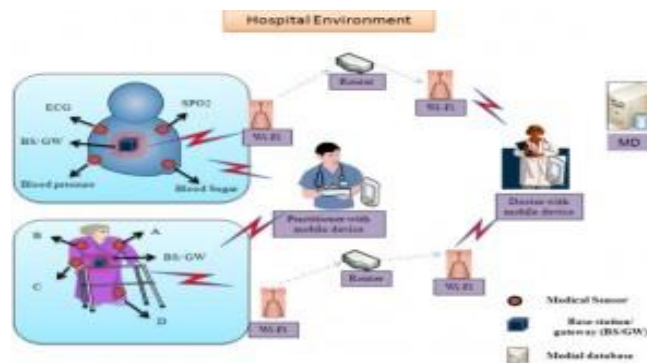 Hospital Environment
ECG
SPO2
BS/GW
Blood pressure
Blood Sugar
Wi-Fi
Router
Wi-Fi
MD
Practitioner with
mobile device
Doctor with
mobile device
B
A
BS/GW
C
D
Wi-Fi
Router
Wi-Fi
Medical Sensor
Base station/
gateway (BS/GW)
Medial database